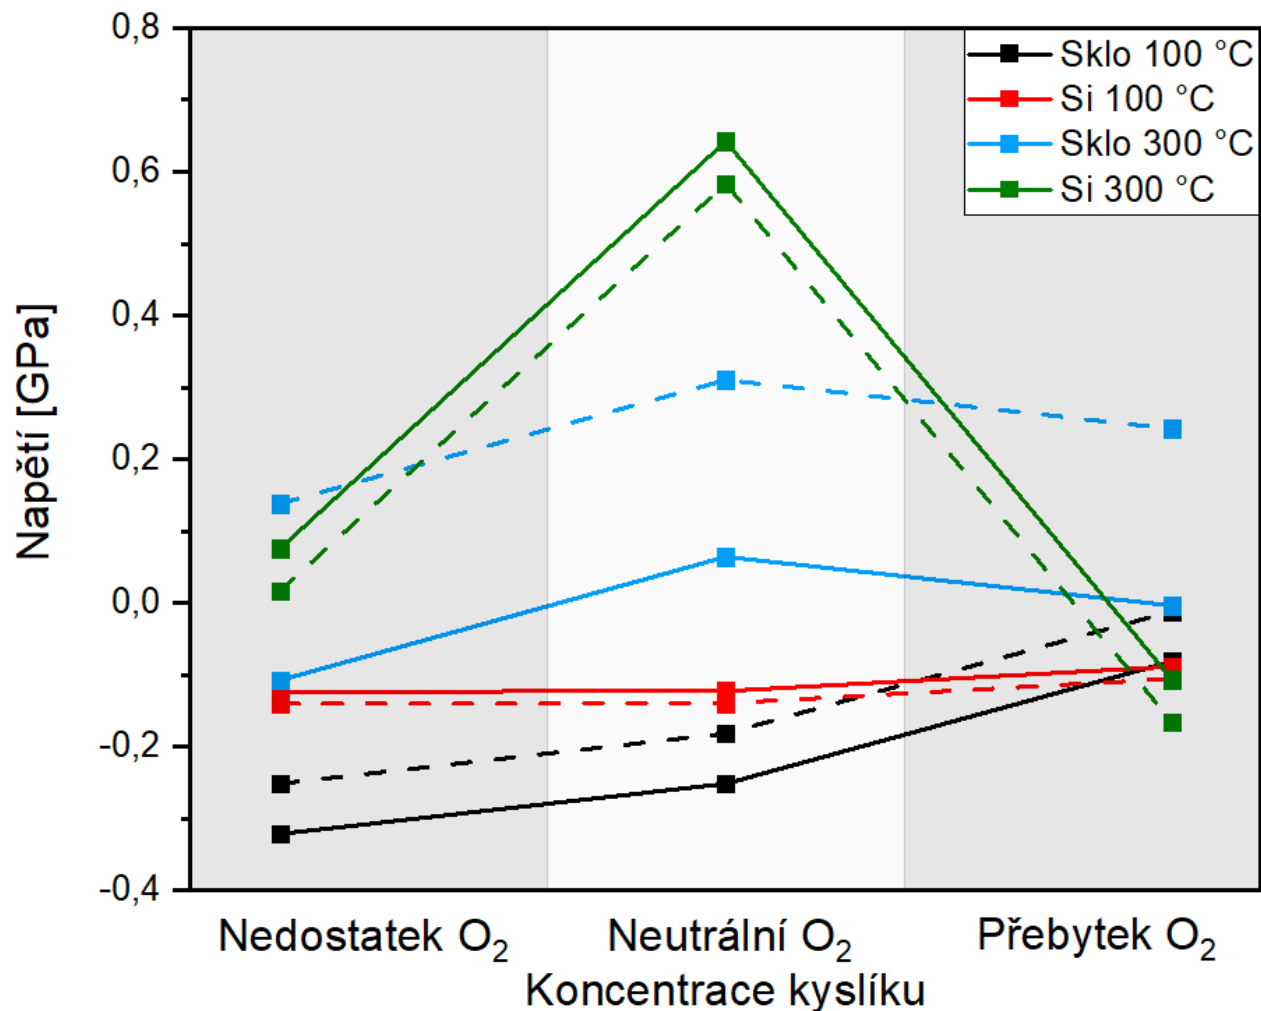 0,8
0,6
0,4
0,2
0,0
-0,2
-0,4
Napětí [GPa]
Sklo 100 °C
Si 100 °C
Sklo 300 °C
Si 300 °C
Nedostatek O₂
Neutrální O₂
Přebytek O₂
Koncentrace kyslíku